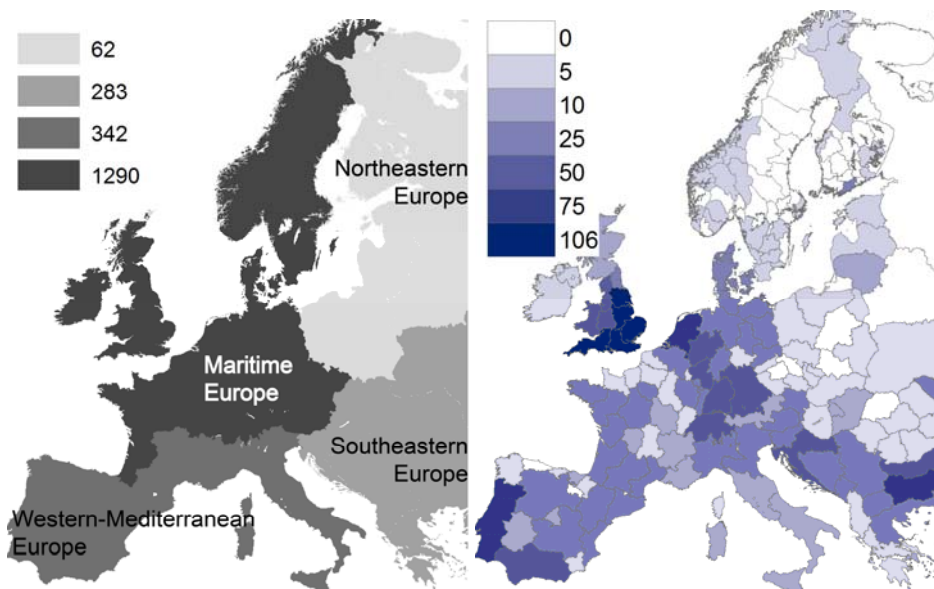 62
283
342
1290
Northeastern
Europe
Maritime
Europe
Southeastern
Europe
Western-Mediterranean
Europe
0
5
10
25
50
75
106